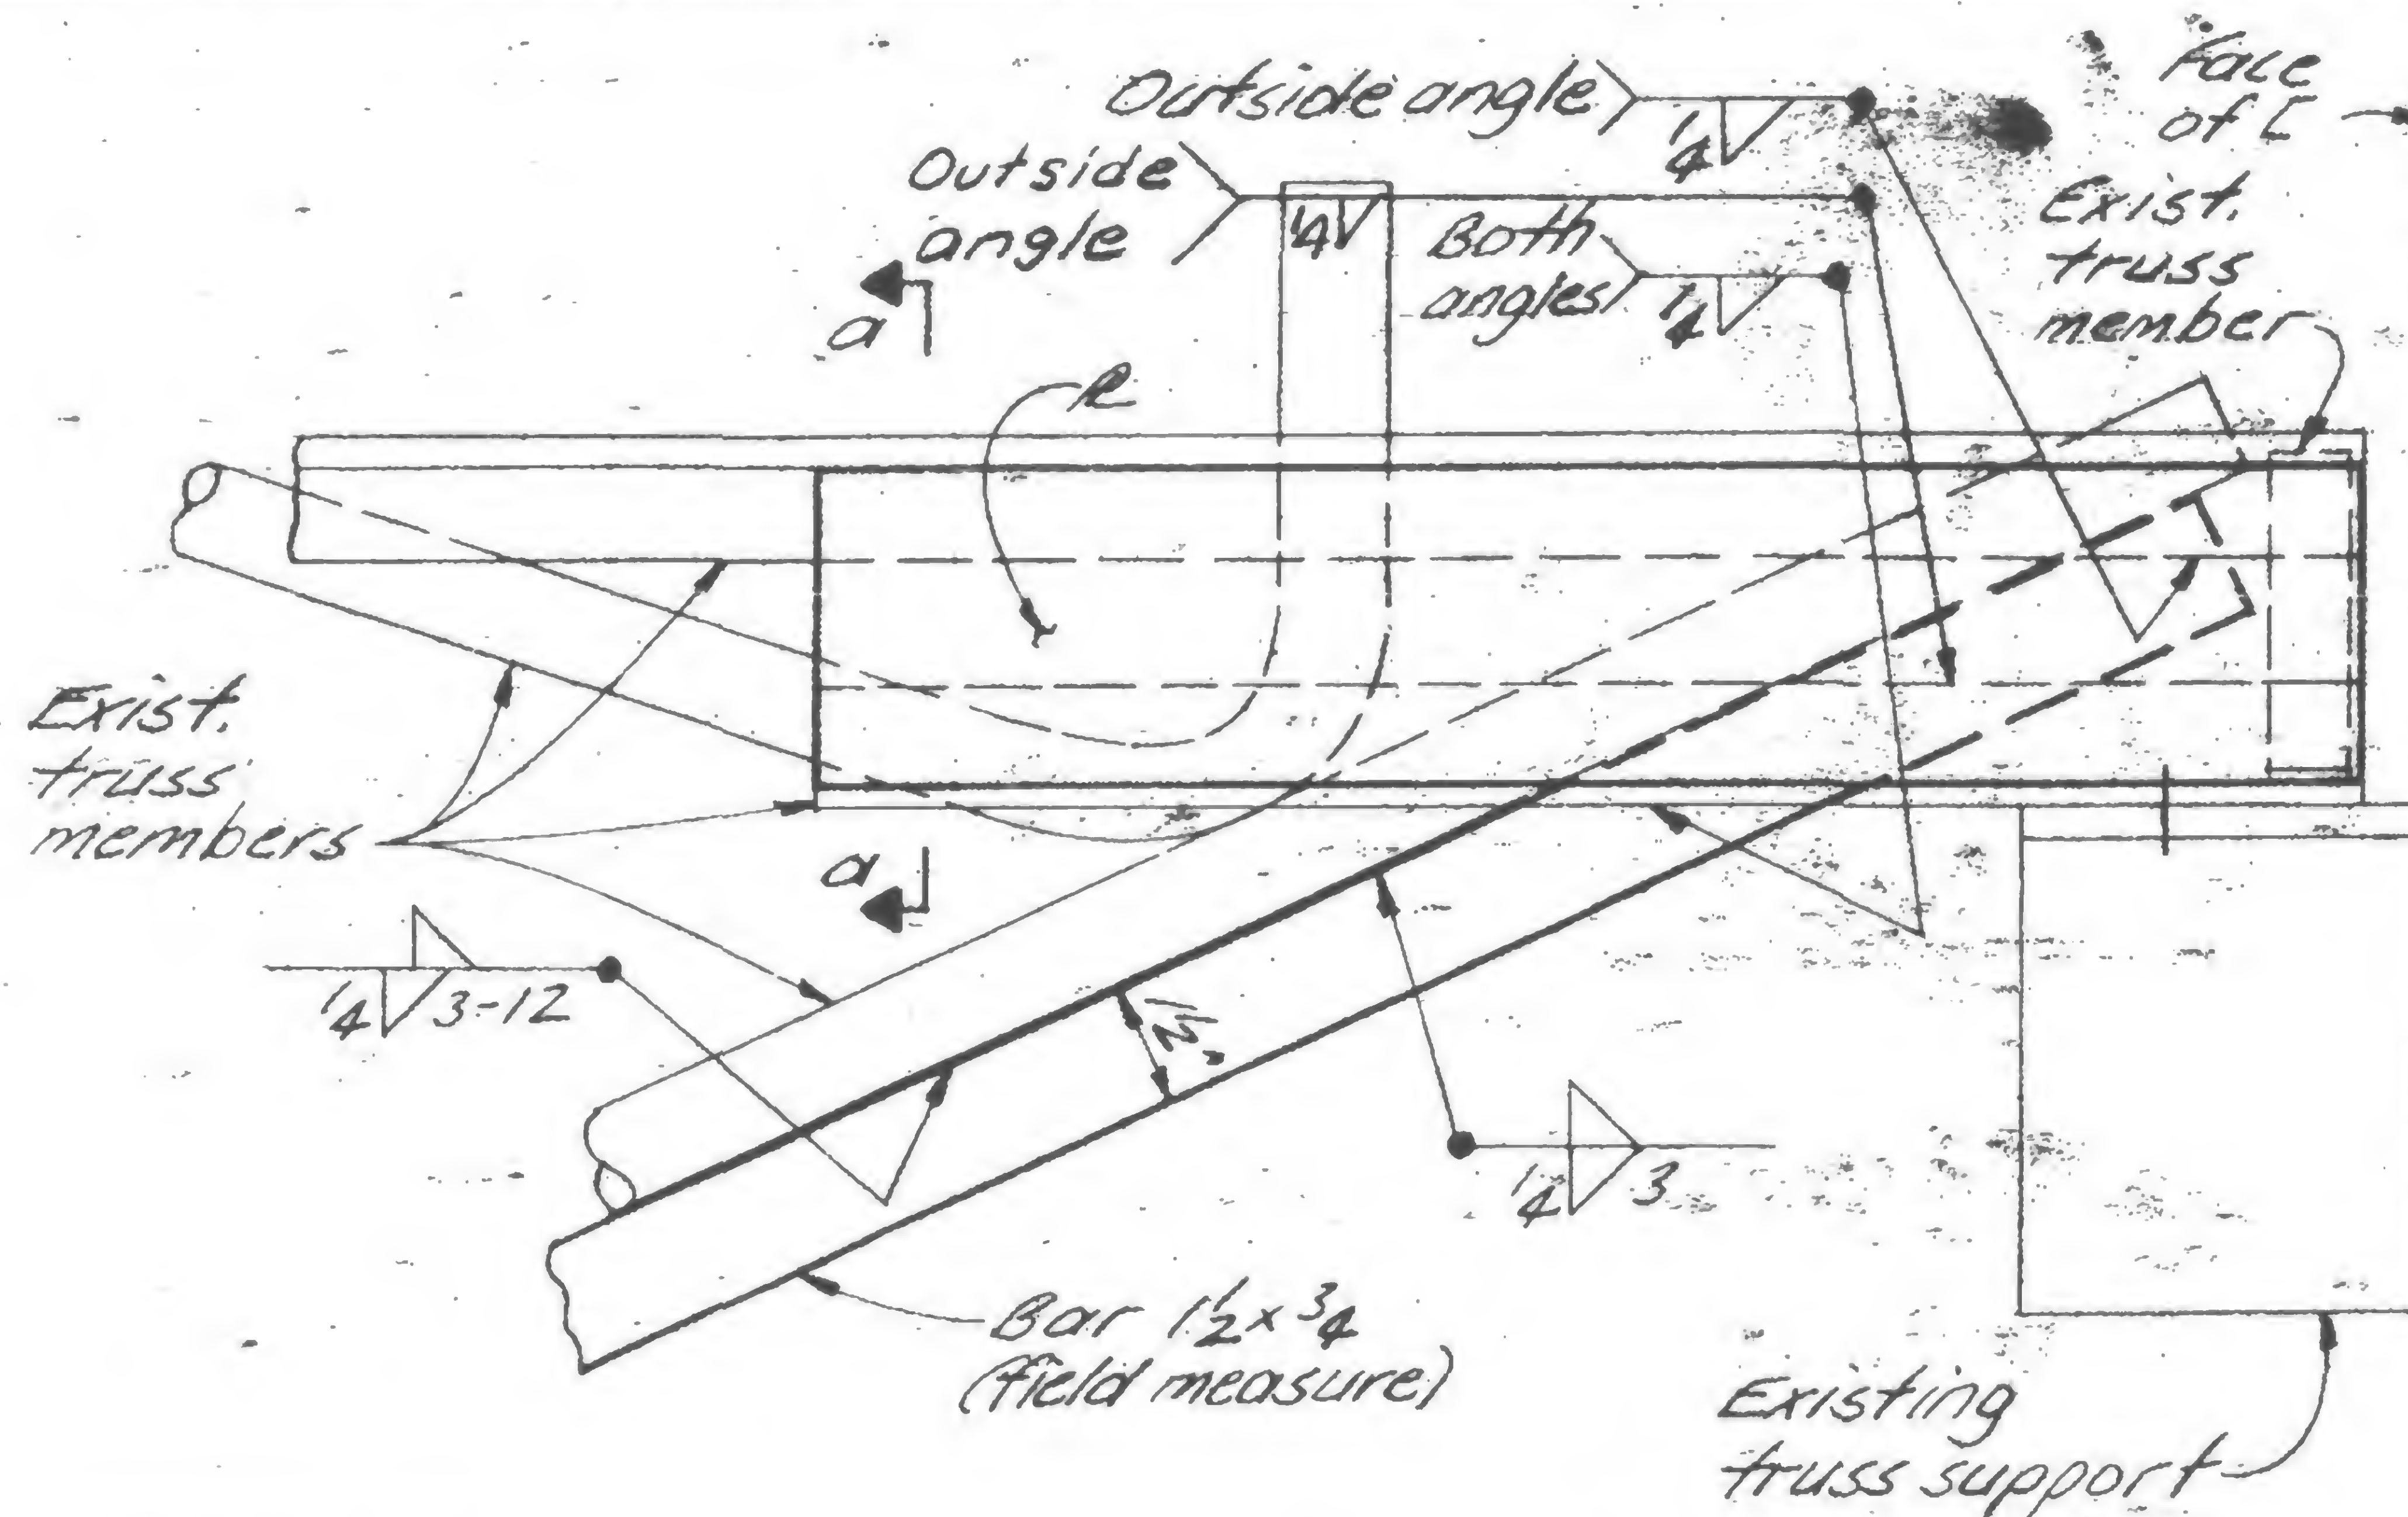 Outside angle
1/4
Face
of [
Outside
angle
1/4
Both
angles
1/4
Exist.
truss
member
a
PL
Exist.
truss
members
a
1/4 3-12
1 1/2"
1/4 3
Bar 1 1/2 x 3/4
(field measure)
Existing
truss support